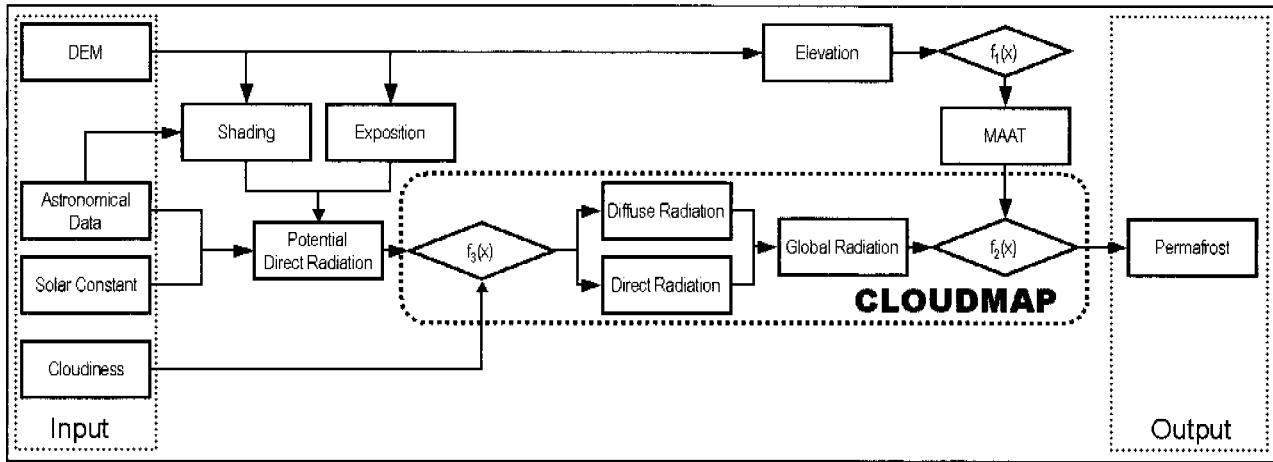 DEM
Elevation
f1(x)
Shading
Exposition
MAAT
Astronomical
Data
Potential
Direct Radiation
f3(x)
Diffuse Radiation
Direct Radiation
Global Radiation
f2(x)
Permafrost
Solar Constant
CLOUDMAP
Cloudiness
Input
Output